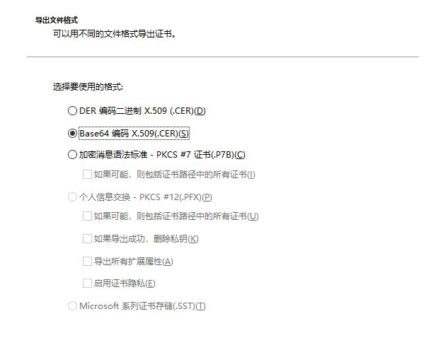 导出文件格式
可以用不同的文件格式导出证书。
选择要使用的格式:
DER 编码二进制 X.509 (.CER)(D)
Base64 编码 X.509(.CER)(S)
加密消息语法标准 - PKCS #7 证书(.P7B)(C)
如果可能，则包括证书路径中的所有证书(I)
个人信息交换 - PKCS #12(.PFX)(P)
如果可能，则包括证书路径中的所有证书(U)
如果导出成功，删除私钥(K)
导出所有扩展属性(A)
启用证书隐私(E)
Microsoft 系列证书存储(.SST)(T)